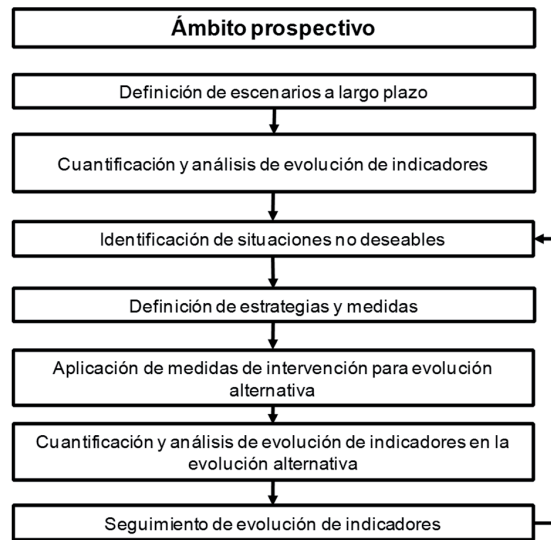 Ámbito prospectivo
Definición de escenarios a largo plazo
Cuantificación y análisis de evolución de indicadores
Identificación de situaciones no deseables
Definición de estrategias y medidas
Aplicación de medidas de intervención para evolución
alternativa
Cuantificación y análisis de evolución de indicadores en la
evolución alternativa
Seguimiento de evolución de indicadores